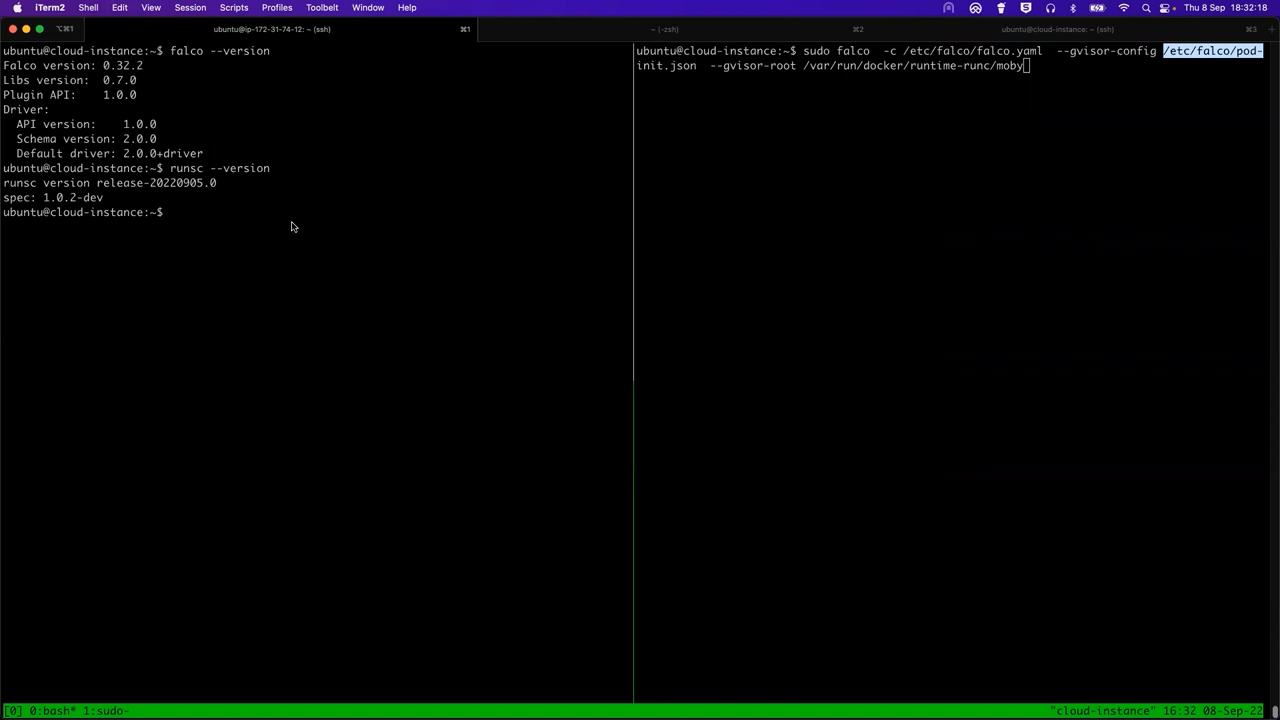 iTerm2 Shell Edit View Session Scripts Profiles Toolbelt Window Help Thu 8 Sep 18:32:18
⌥⌘1 ubuntu@ip-172-31-74-12: ~ (ssh) ⌘1 ~ (-zsh) ⌘2 ubuntu@cloud-instance: ~ (ssh) ⌘3
ubuntu@cloud-instance:~$ falco --version
Falco version: 0.32.2
Libs version:  0.7.0
Plugin API:    1.0.0
Driver:
  API version:    1.0.0
  Schema version: 2.0.0
  Default driver: 2.0.0+driver
ubuntu@cloud-instance:~$ runsc --version
runsc version release-20220905.0
spec: 1.0.2-dev
ubuntu@cloud-instance:~$
ubuntu@cloud-instance:~$ sudo falco  -c /etc/falco/falco.yaml  --gvisor-config /etc/falco/pod-
init.json  --gvisor-root /var/run/docker/runtime-runc/moby
[0] 0:bash* 1:sudo- "cloud-instance" 16:32 08-Sep-22